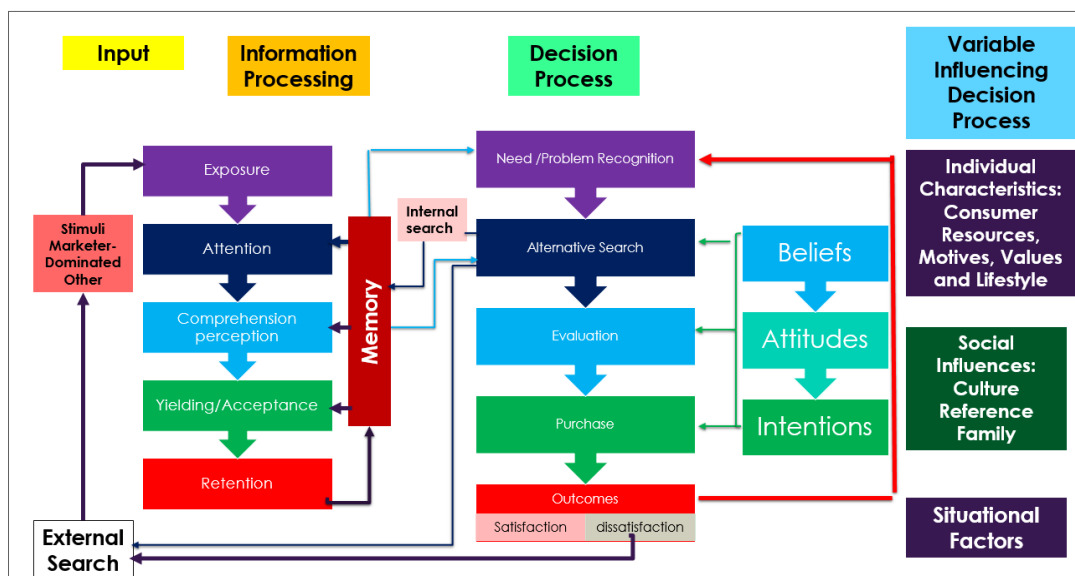 Input
Information
Processing
Decision
Process
Variable
Influencing
Decision
Process
Exposure
Attention
Comprehension
perception
Yielding/Acceptance
Retention
Stimuli
Marketer-
Dominated
Other
External
Search
Memory
Internal
search
Need /Problem Recognition
Alternative Search
Evaluation
Purchase
Outcomes
Satisfaction
dissatisfaction
Beliefs
Attitudes
Intentions
Individual
Characteristics:
Consumer
Resources,
Motives, Values
and Lifestyle
Social
Influences:
Culture
Reference
Family
Situational
Factors